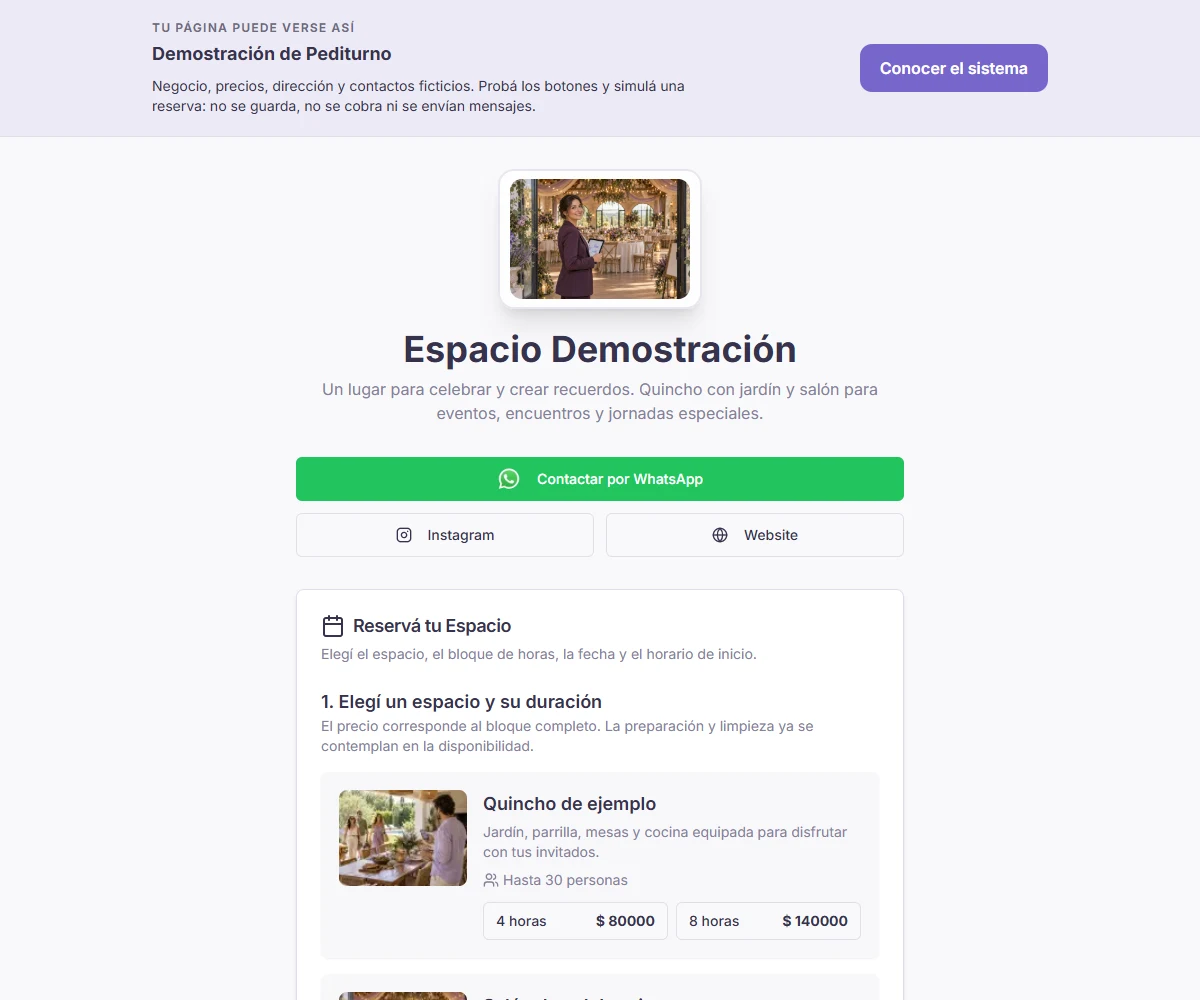 TU PÁGINA PUEDE VERSE ASÍ
Demostración de Pediturno
Negocio, precios, dirección y contactos ficticios. Probá los botones y simulá una
reserva: no se guarda, no se cobra ni se envían mensajes.
Conocer el sistema
Espacio Demostración
Un lugar para celebrar y crear recuerdos. Quincho con jardín y salón para
eventos, encuentros y jornadas especiales.
Contactar por WhatsApp
Instagram
Website
Reservá tu Espacio
Elegí el espacio, el bloque de horas, la fecha y el horario de inicio.
1. Elegí un espacio y su duración
El precio corresponde al bloque completo. La preparación y limpieza ya se
contemplan en la disponibilidad.
Quincho de ejemplo
Jardín, parrilla, mesas y cocina equipada para disfrutar
con tus invitados.
Hasta 30 personas
4 horas $ 80000
8 horas $ 140000